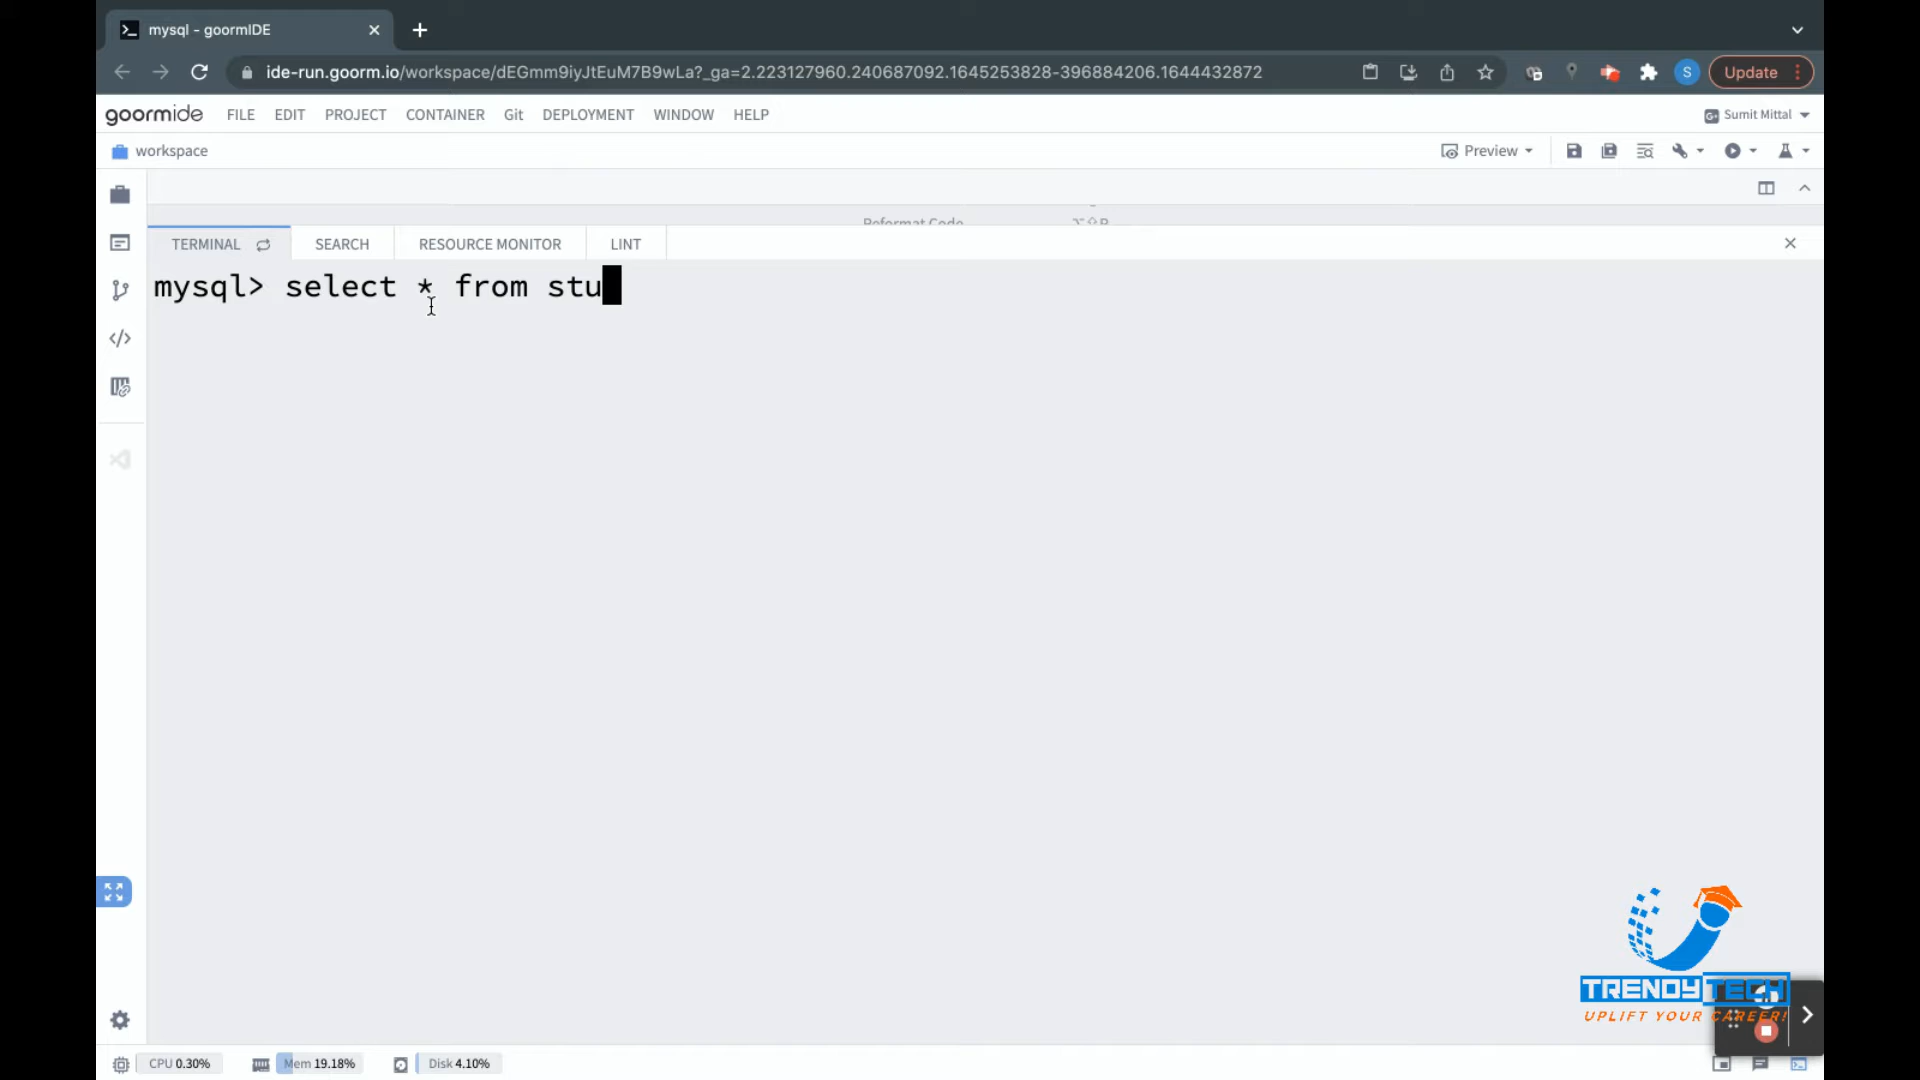 mysql - goormIDE
ide-run.goorm.io/workspace/dEGmm9iyJtEuM7B9wLa?_ga=2.223127960.240687092.1645253828-396884206.1644432872
S
Update
goormide FILE EDIT PROJECT CONTAINER Git DEPLOYMENT WINDOW HELP
Sumit Mittal
workspace
Preview
Reformat Code ⌥⇧R
TERMINAL SEARCH RESOURCE MONITOR LINT
mysql> select * from stu
TRENDYTECH
UPLIFT YOUR CAREER!
CPU 0.30% Mem 19.18% Disk 4.10%